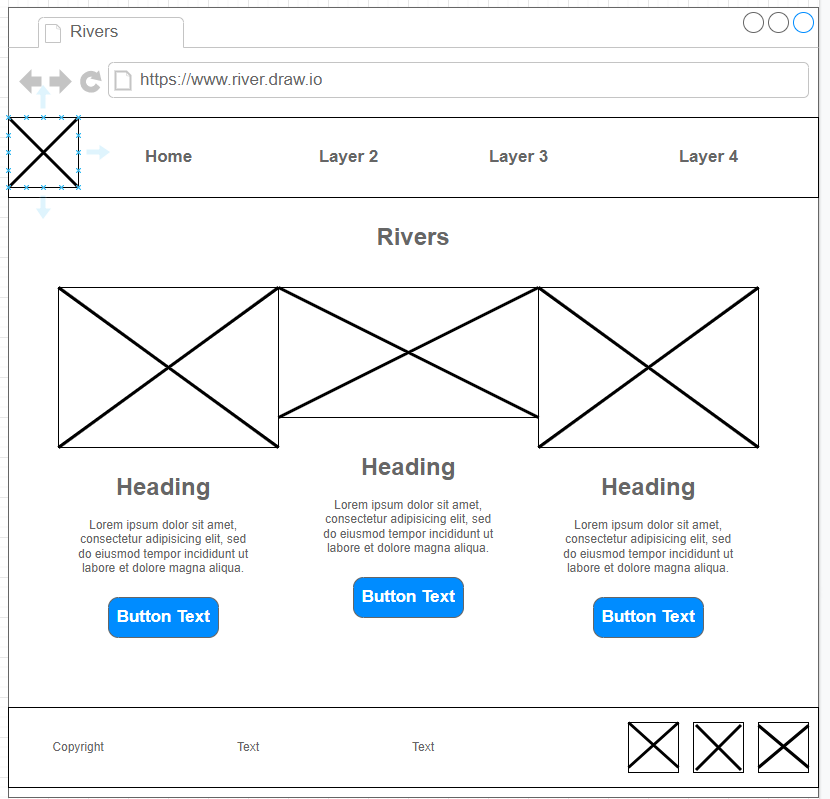 Rivers
https://www.river.draw.io
Home
Layer 2
Layer 3
Layer 4
Rivers
Heading
Lorem ipsum dolor sit amet,
consectetur adipisicing elit, sed
do eiusmod tempor incididunt ut
labore et dolore magna aliqua.
Button Text
Heading
Lorem ipsum dolor sit amet,
consectetur adipisicing elit, sed
do eiusmod tempor incididunt ut
labore et dolore magna aliqua.
Button Text
Heading
Lorem ipsum dolor sit amet,
consectetur adipisicing elit, sed
do eiusmod tempor incididunt ut
labore et dolore magna aliqua.
Button Text
Copyright
Text
Text